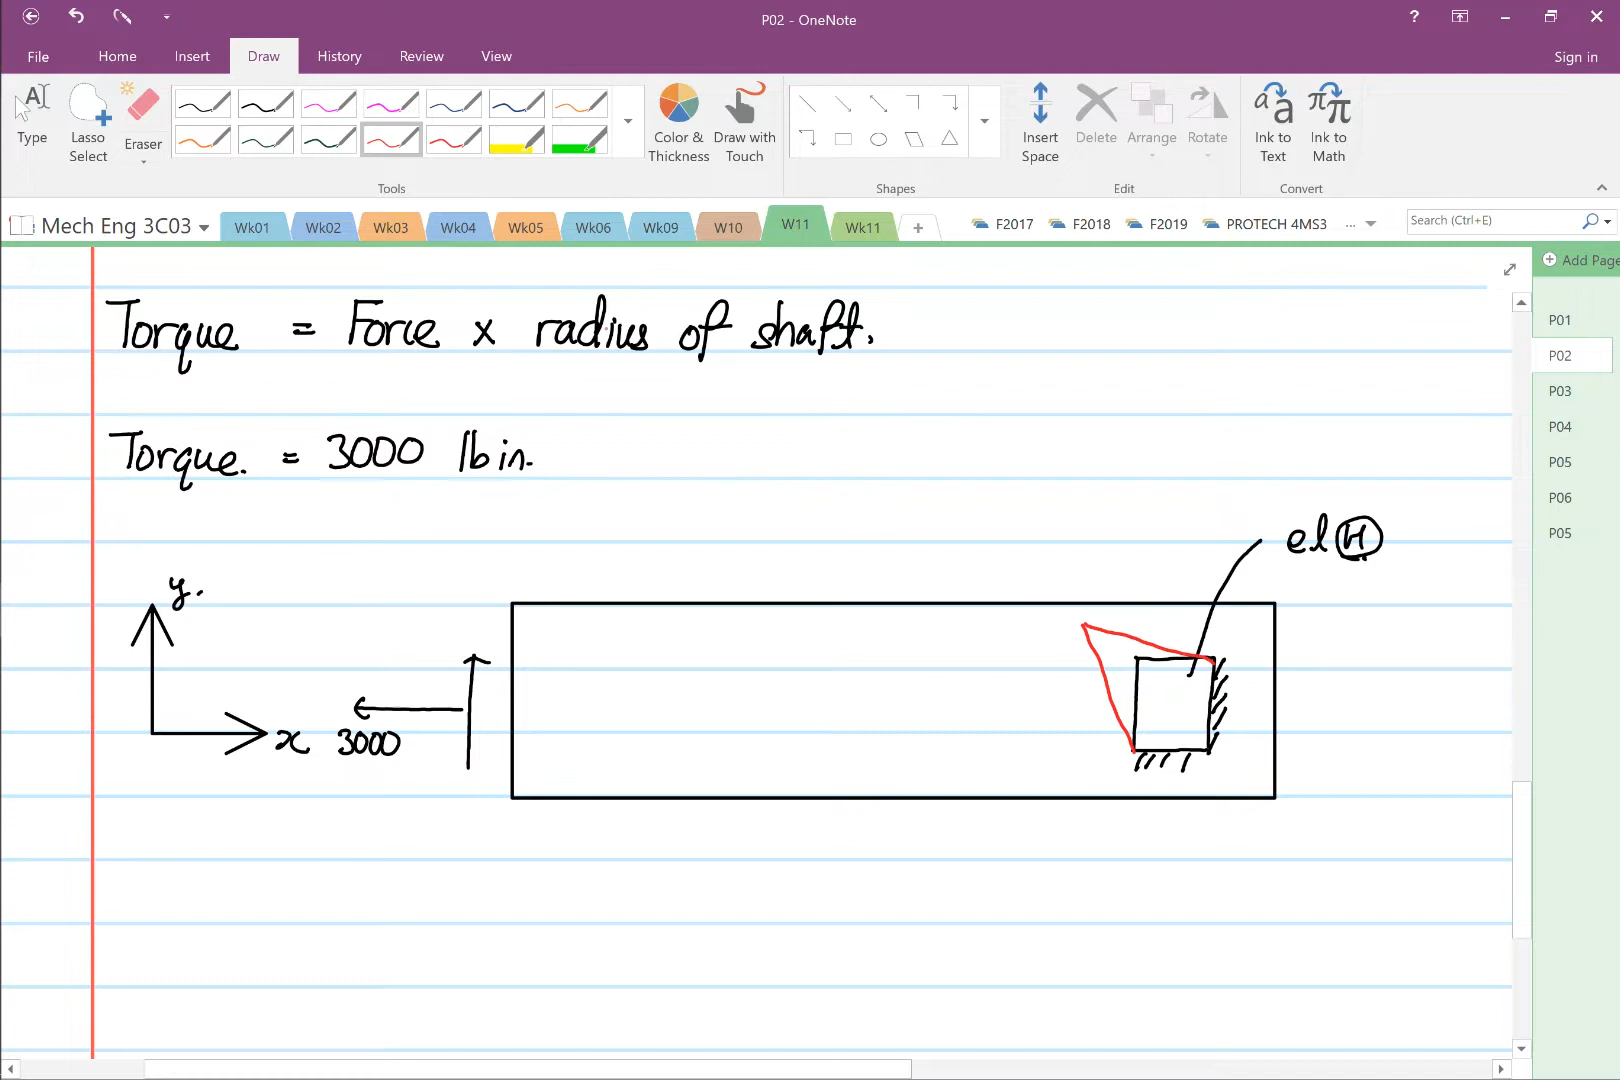 P02 - OneNote
?
File Home Insert Draw History Review View Sign in
Type
Lasso Select
Eraser
Color & Thickness
Draw with Touch
Insert Space
Delete
Arrange
Rotate
Ink to Text
Ink to Math
Tools Shapes Edit Convert
Mech Eng 3C03 Wk01 Wk02 Wk03 Wk04 Wk05 Wk06 Wk09 W10 W11 Wk11 + F2017 F2018 F2019 PROTECH 4MS3 ... Search (Ctrl+E)
Add Page
P01
P02
P03
P04
P05
P06
P05
Torque = Force x radius of shaft.
Torque. = 3000 lb in.
el H
y.
x 3000